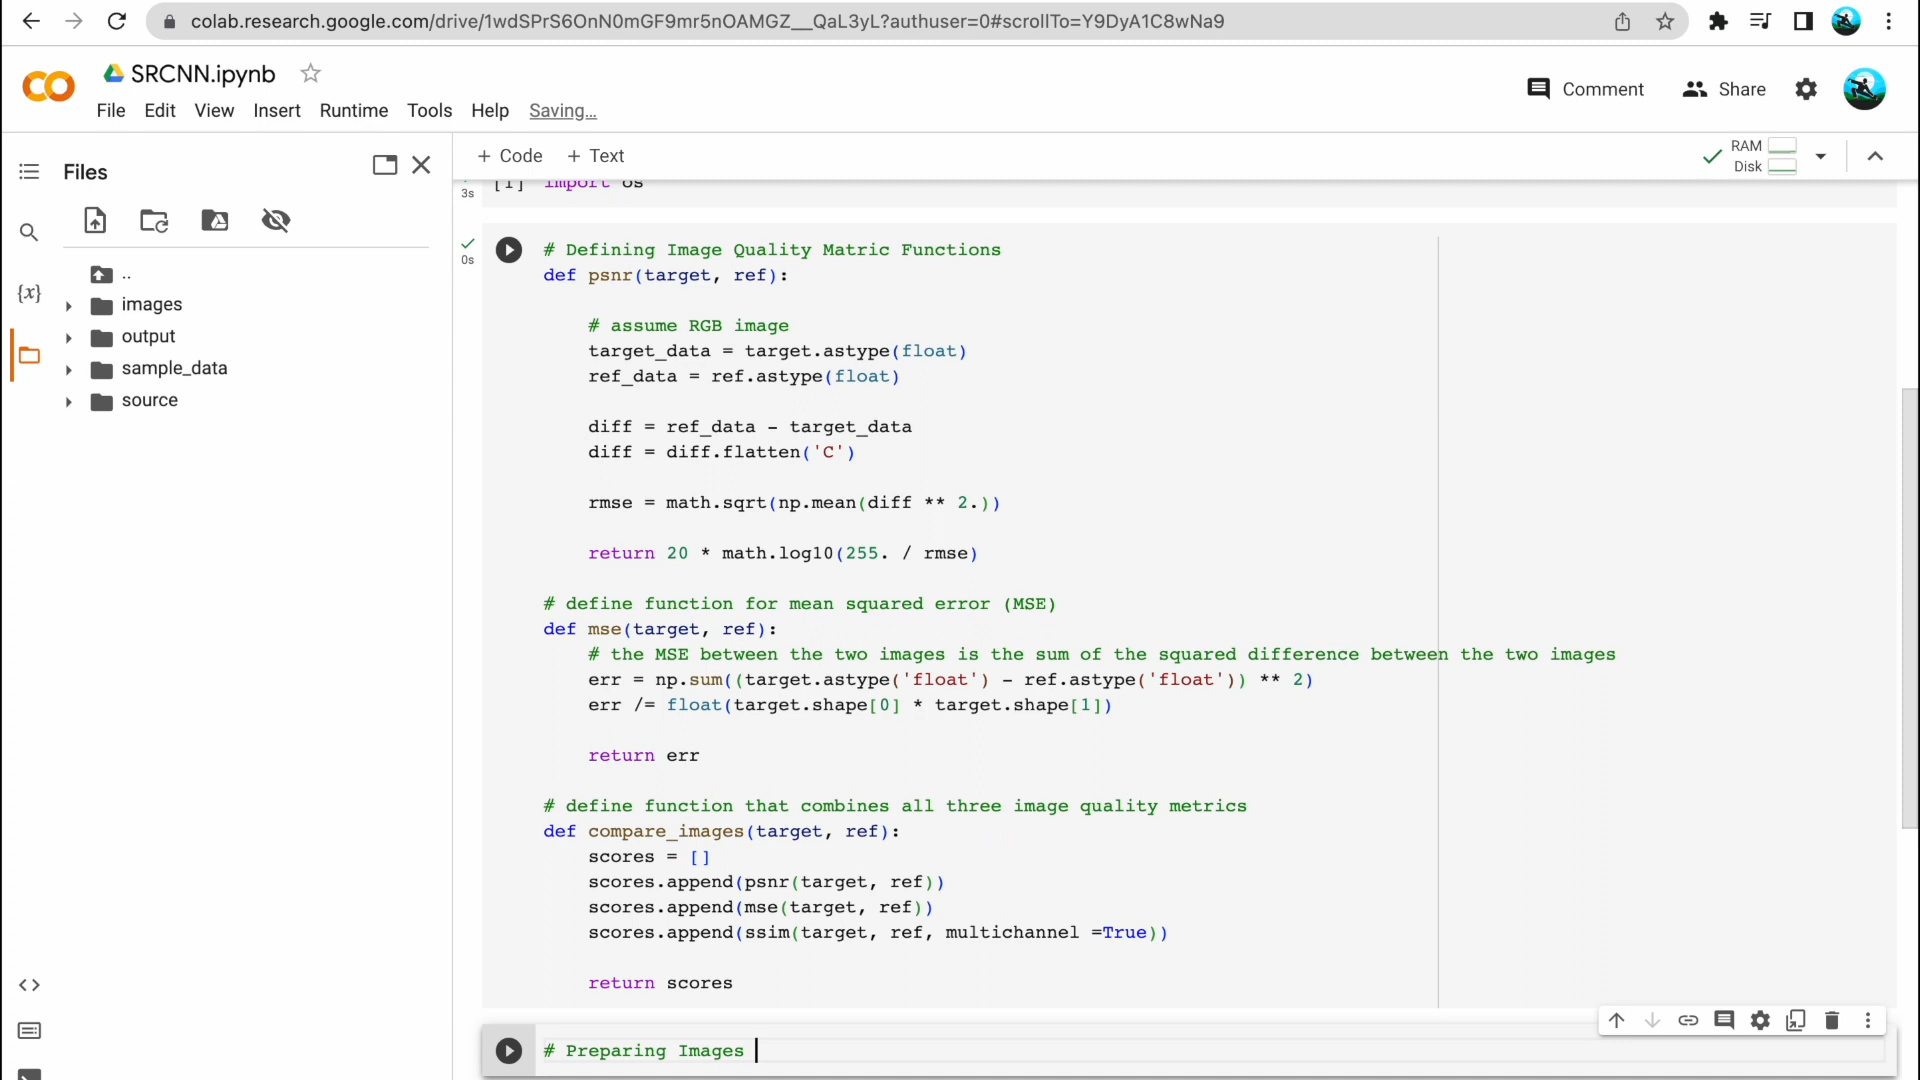 colab.research.google.com/drive/1wdSPrS6OnN0mGF9mr5nOAMGZ__QaL3yL?authuser=0#scrollTo=Y9DyA1C8wNa9
SRCNN.ipynb
File Edit View Insert Runtime Tools Help Saving...
Comment
Share
Files
+ Code + Text
RAM
Disk
..
images
output
sample_data
source
{x}
3s
[1] import os
0s
# Defining Image Quality Matric Functions
def psnr(target, ref):
# assume RGB image
target_data = target.astype(float)
ref_data = ref.astype(float)
diff = ref_data - target_data
diff = diff.flatten('C')
rmse = math.sqrt(np.mean(diff ** 2.))
return 20 * math.log10(255. / rmse)
# define function for mean squared error (MSE)
def mse(target, ref):
# the MSE between the two images is the sum of the squared difference between the two images
err = np.sum((target.astype('float') - ref.astype('float')) ** 2)
err /= float(target.shape[0] * target.shape[1])
return err
# define function that combines all three image quality metrics
def compare_images(target, ref):
scores = []
scores.append(psnr(target, ref))
scores.append(mse(target, ref))
scores.append(ssim(target, ref, multichannel =True))
return scores
# Preparing Images